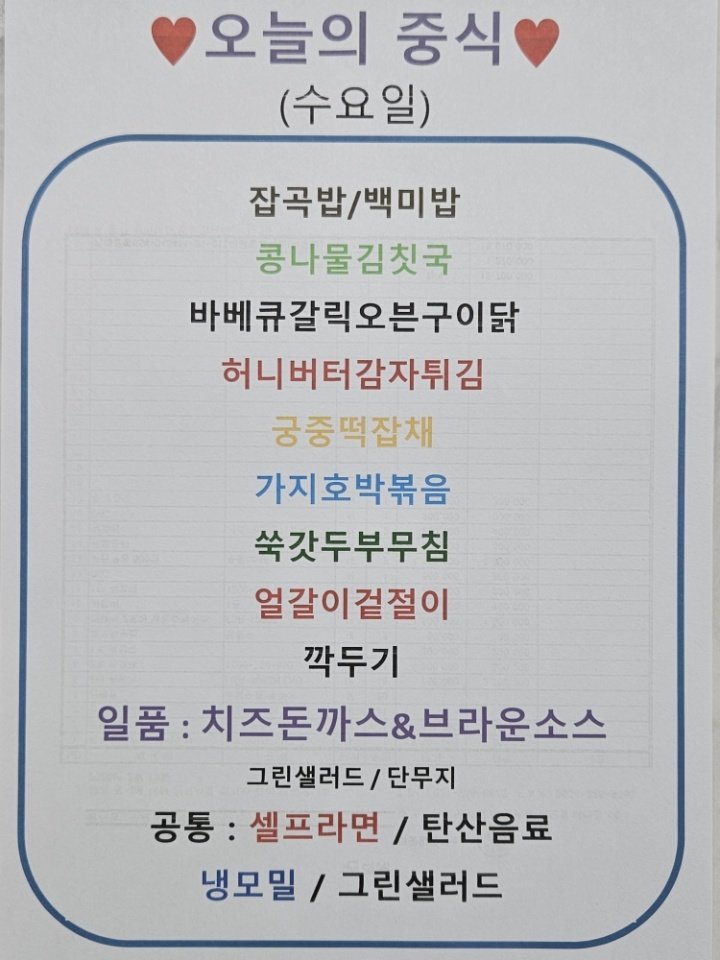 ♥오늘의 중식♥
(수요일)
잡곡밥/백미밥
콩나물김칫국
바베큐갈릭오븐구이닭
허니버터감자튀김
궁중떡잡채
가지호박볶음
쑥갓두부무침
얼갈이겉절이
깍두기
일품 : 치즈돈까스&브라운소스
그린샐러드 / 단무지
공통 : 셀프라면 / 탄산음료
냉모밀 / 그린샐러드